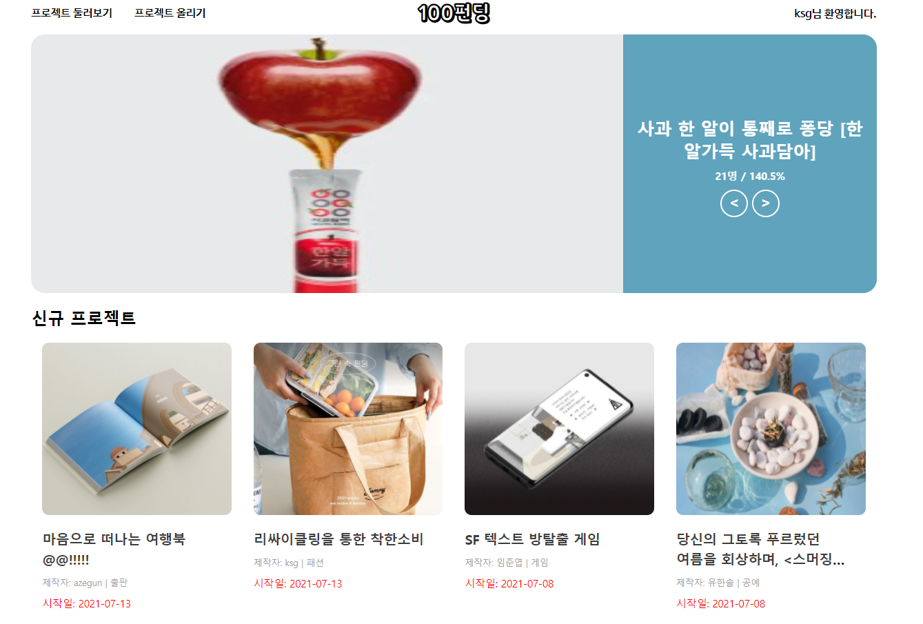 프로젝트 둘러보기 프로젝트 올리기 100펀딩 ksg님 환영합니다.
사과 한 알이 통째로 퐁당 [한
알가득 사과담아]
21명 / 140.5%
< >
한알
가득
신규 프로젝트
마음으로 떠나는 여행북
@@!!!!!
제작자: azegun | 출판
시작일: 2021-07-13
리싸이클링을 통한 착한소비
제작자: ksg | 패션
시작일: 2021-07-13
SF 텍스트 방탈출 게임
제작자: 임준엽 | 게임
시작일: 2021-07-08
당신의 그토록 푸르렀던
여름을 회상하며, <스머징...
제작자: 유한솔 | 공예
시작일: 2021-07-08